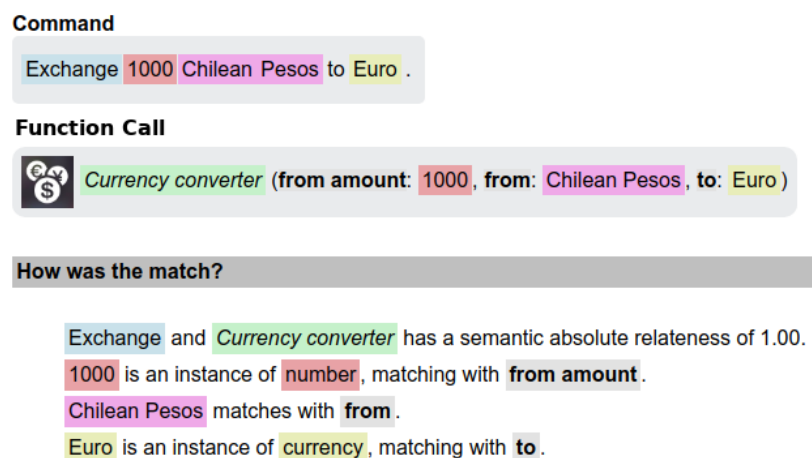 Command
Exchange 1000 Chilean Pesos to Euro .
Function Call
€ ¥ $ Currency converter (from amount: 1000, from: Chilean Pesos, to: Euro)
How was the match?
Exchange and Currency converter has a semantic absolute relateness of 1.00.
1000 is an instance of number, matching with from amount.
Chilean Pesos matches with from.
Euro is an instance of currency, matching with to.